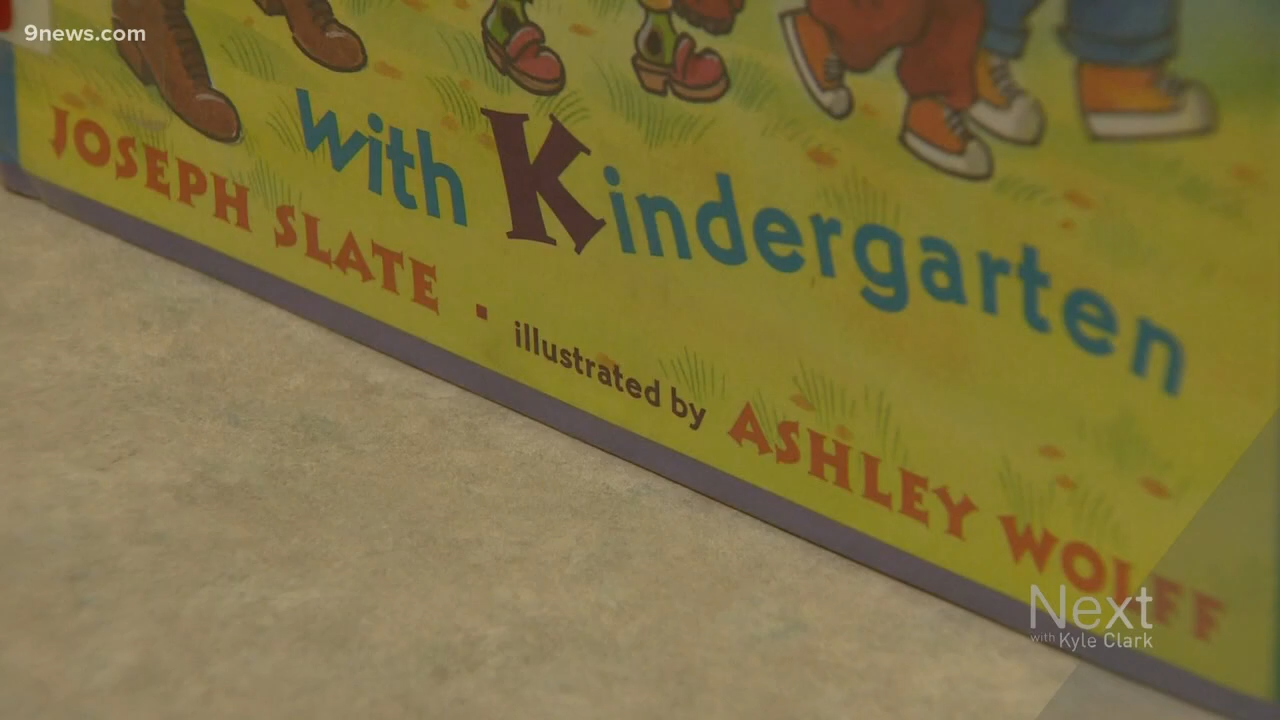 9news.com
with Kindergarten
JOSEPH SLATE . illustrated by ASHLEY WOLFF
Next
with Kyle Clark